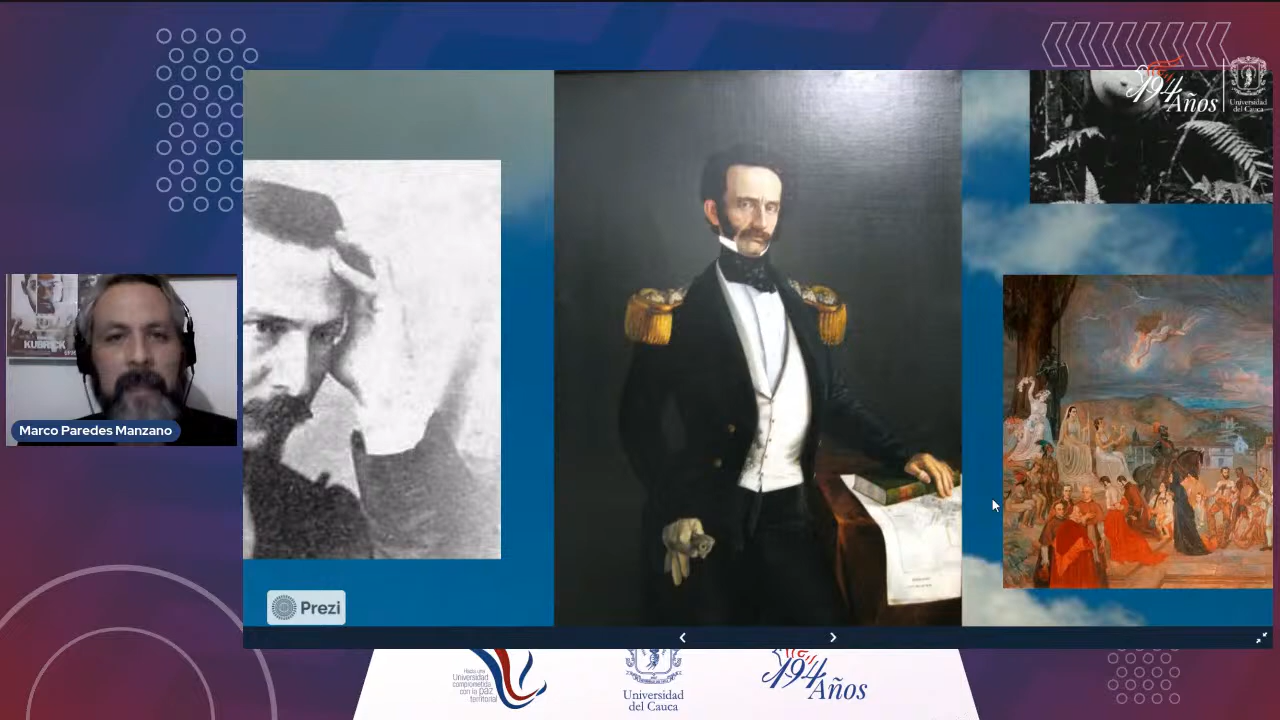 194 Años
Universidad
del Cauca
KUBRICK
Marco Paredes Manzano
Prezi
Hacia una
Universidad
comprometida
con la paz
territorial
Universidad
del Cauca
194 Años